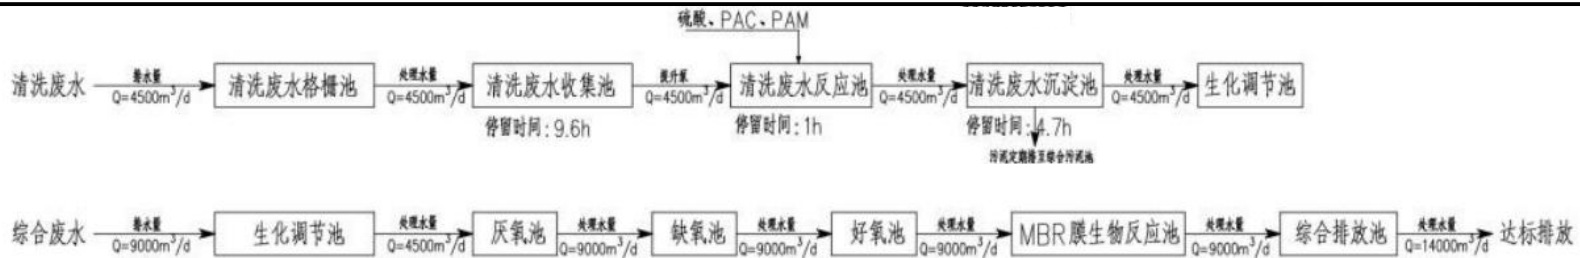 硫酸、PAC、PAM
清洗废水 排水量 Q=4500m³/d 清洗废水格栅池 处理水量 Q=4500m³/d 清洗废水收集池 提升泵 Q=4500m³/d 清洗废水反应池 处理水量 Q=4500m³/d 清洗废水沉淀池 处理水量 Q=4500m³/d 生化调节池
停留时间:9.6h 停留时间:1h 停留时间:4.7h
污泥定期排至综合污泥池
综合废水 排水量 Q=9000m³/d 生化调节池 处理水量 Q=4500m³/d 厌氧池 处理水量 Q=9000m³/d 缺氧池 处理水量 Q=9000m³/d 好氧池 处理水量 Q=9000m³/d MBR膜生物反应池 处理水量 Q=9000m³/d 综合排放池 处理水量 Q=14000m³/d 达标排放